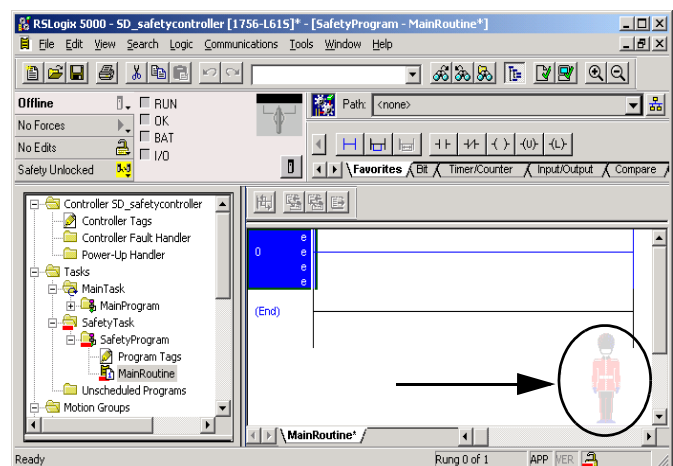 RSLogix 5000 - SD_safetycontroller [1756-L61S]* - [SafetyProgram - MainRoutine*]
File Edit View Search Logic Communications Tools Window Help
Offline
RUN
Path: <none>
No Forces
OK
No Edits
BAT
Safety Unlocked
I/O
Favorites Bit Timer/Counter Input/Output Compare
Controller SD_safetycontroller
Controller Tags
Controller Fault Handler
Power-Up Handler
Tasks
MainTask
MainProgram
SafetyTask
SafetyProgram
Program Tags
MainRoutine
Unscheduled Programs
Motion Groups
e
0 e
e
e
(End)
MainRoutine*
Ready
Rung 0 of 1 APP VER